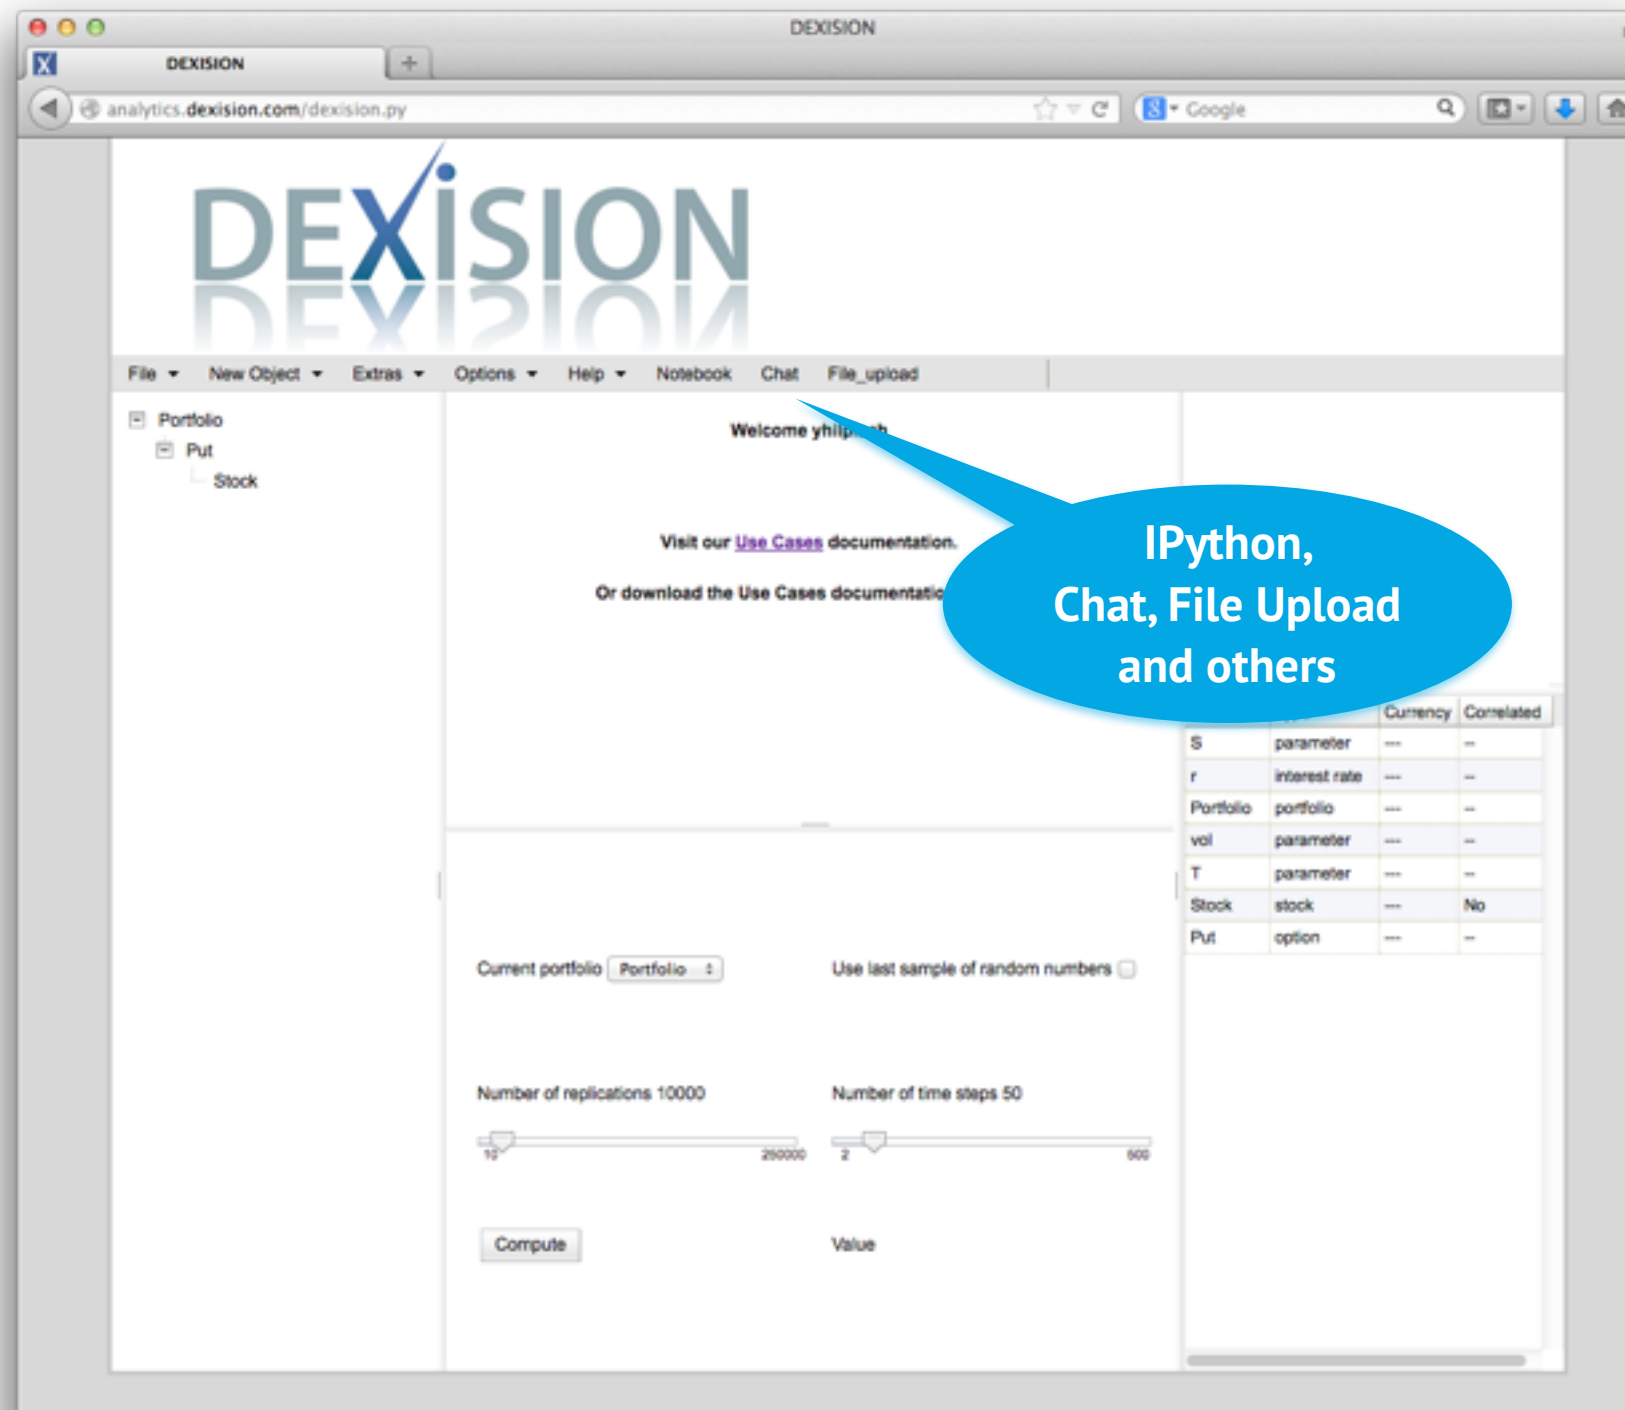 DEXISION
DEXISION
analytics.dexision.com/dexision.py
Google
DEXISION
File New Object Extras Options Help Notebook Chat File_upload
Portfolio
Put
Stock
Welcome
Visit our Use Cases documentation.
Or download the Use Cases
IPython,
Chat, File Upload
and others
Currency Correlated
S parameter --- --
r interest rate --- --
Portfolio portfolio --- --
vol parameter --- --
T parameter --- --
Stock stock --- No
Put option --- --
Current portfolio Portfolio
Use last sample of random numbers
Number of replications 10000
Number of time steps 50
10 250000
2 500
Compute
Value